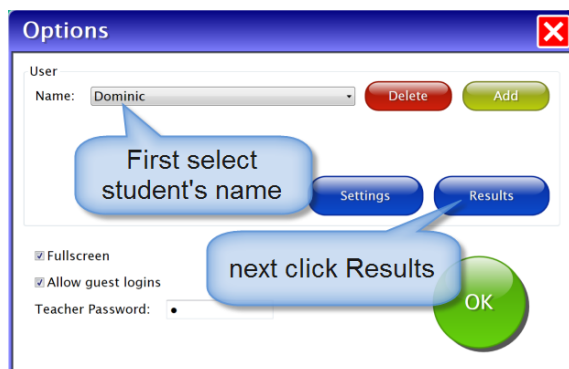 Options
User
Name: Dominic Delete Add
First select
student's name
Settings Results
next click Results
Fullscreen
Allow guest logins
Teacher Password: •
OK